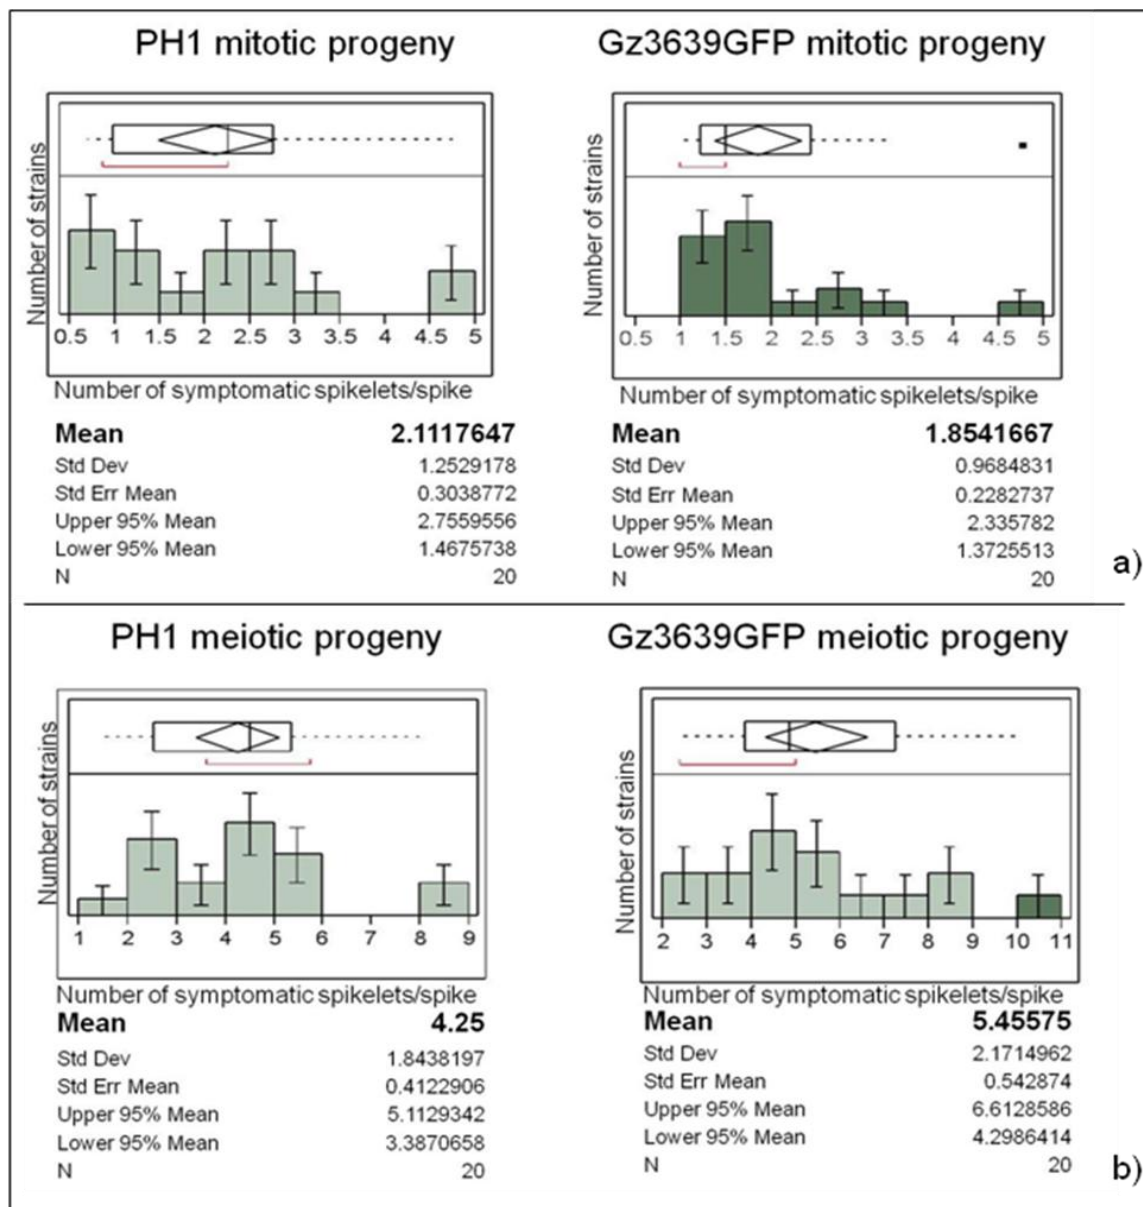 PH1 mitotic progeny
Number of strains
0.5 1 1.5 2 2.5 3 3.5 4 4.5 5
Number of symptomatic spikelets/spike
Mean 2.1117647
Std Dev 1.2529178
Std Err Mean 0.3038772
Upper 95% Mean 2.7559556
Lower 95% Mean 1.4675738
N 20
Gz3639GFP mitotic progeny
Number of strains
0.5 1 1.5 2 2.5 3 3.5 4 4.5 5
Number of symptomatic spikelets/spike
Mean 1.8541667
Std Dev 0.9684831
Std Err Mean 0.2282737
Upper 95% Mean 2.335782
Lower 95% Mean 1.3725513
N 20
a)
PH1 meiotic progeny
Number of strains
1 2 3 4 5 6 7 8 9
Number of symptomatic spikelets/spike
Mean 4.25
Std Dev 1.8438197
Std Err Mean 0.4122906
Upper 95% Mean 5.1129342
Lower 95% Mean 3.3870658
N 20
Gz3639GFP meiotic progeny
Number of strains
2 3 4 5 6 7 8 9 10 11
Number of symptomatic spikelets/spike
Mean 5.45575
Std Dev 2.1714962
Std Err Mean 0.542874
Upper 95% Mean 6.6128586
Lower 95% Mean 4.2986414
N 20
b)